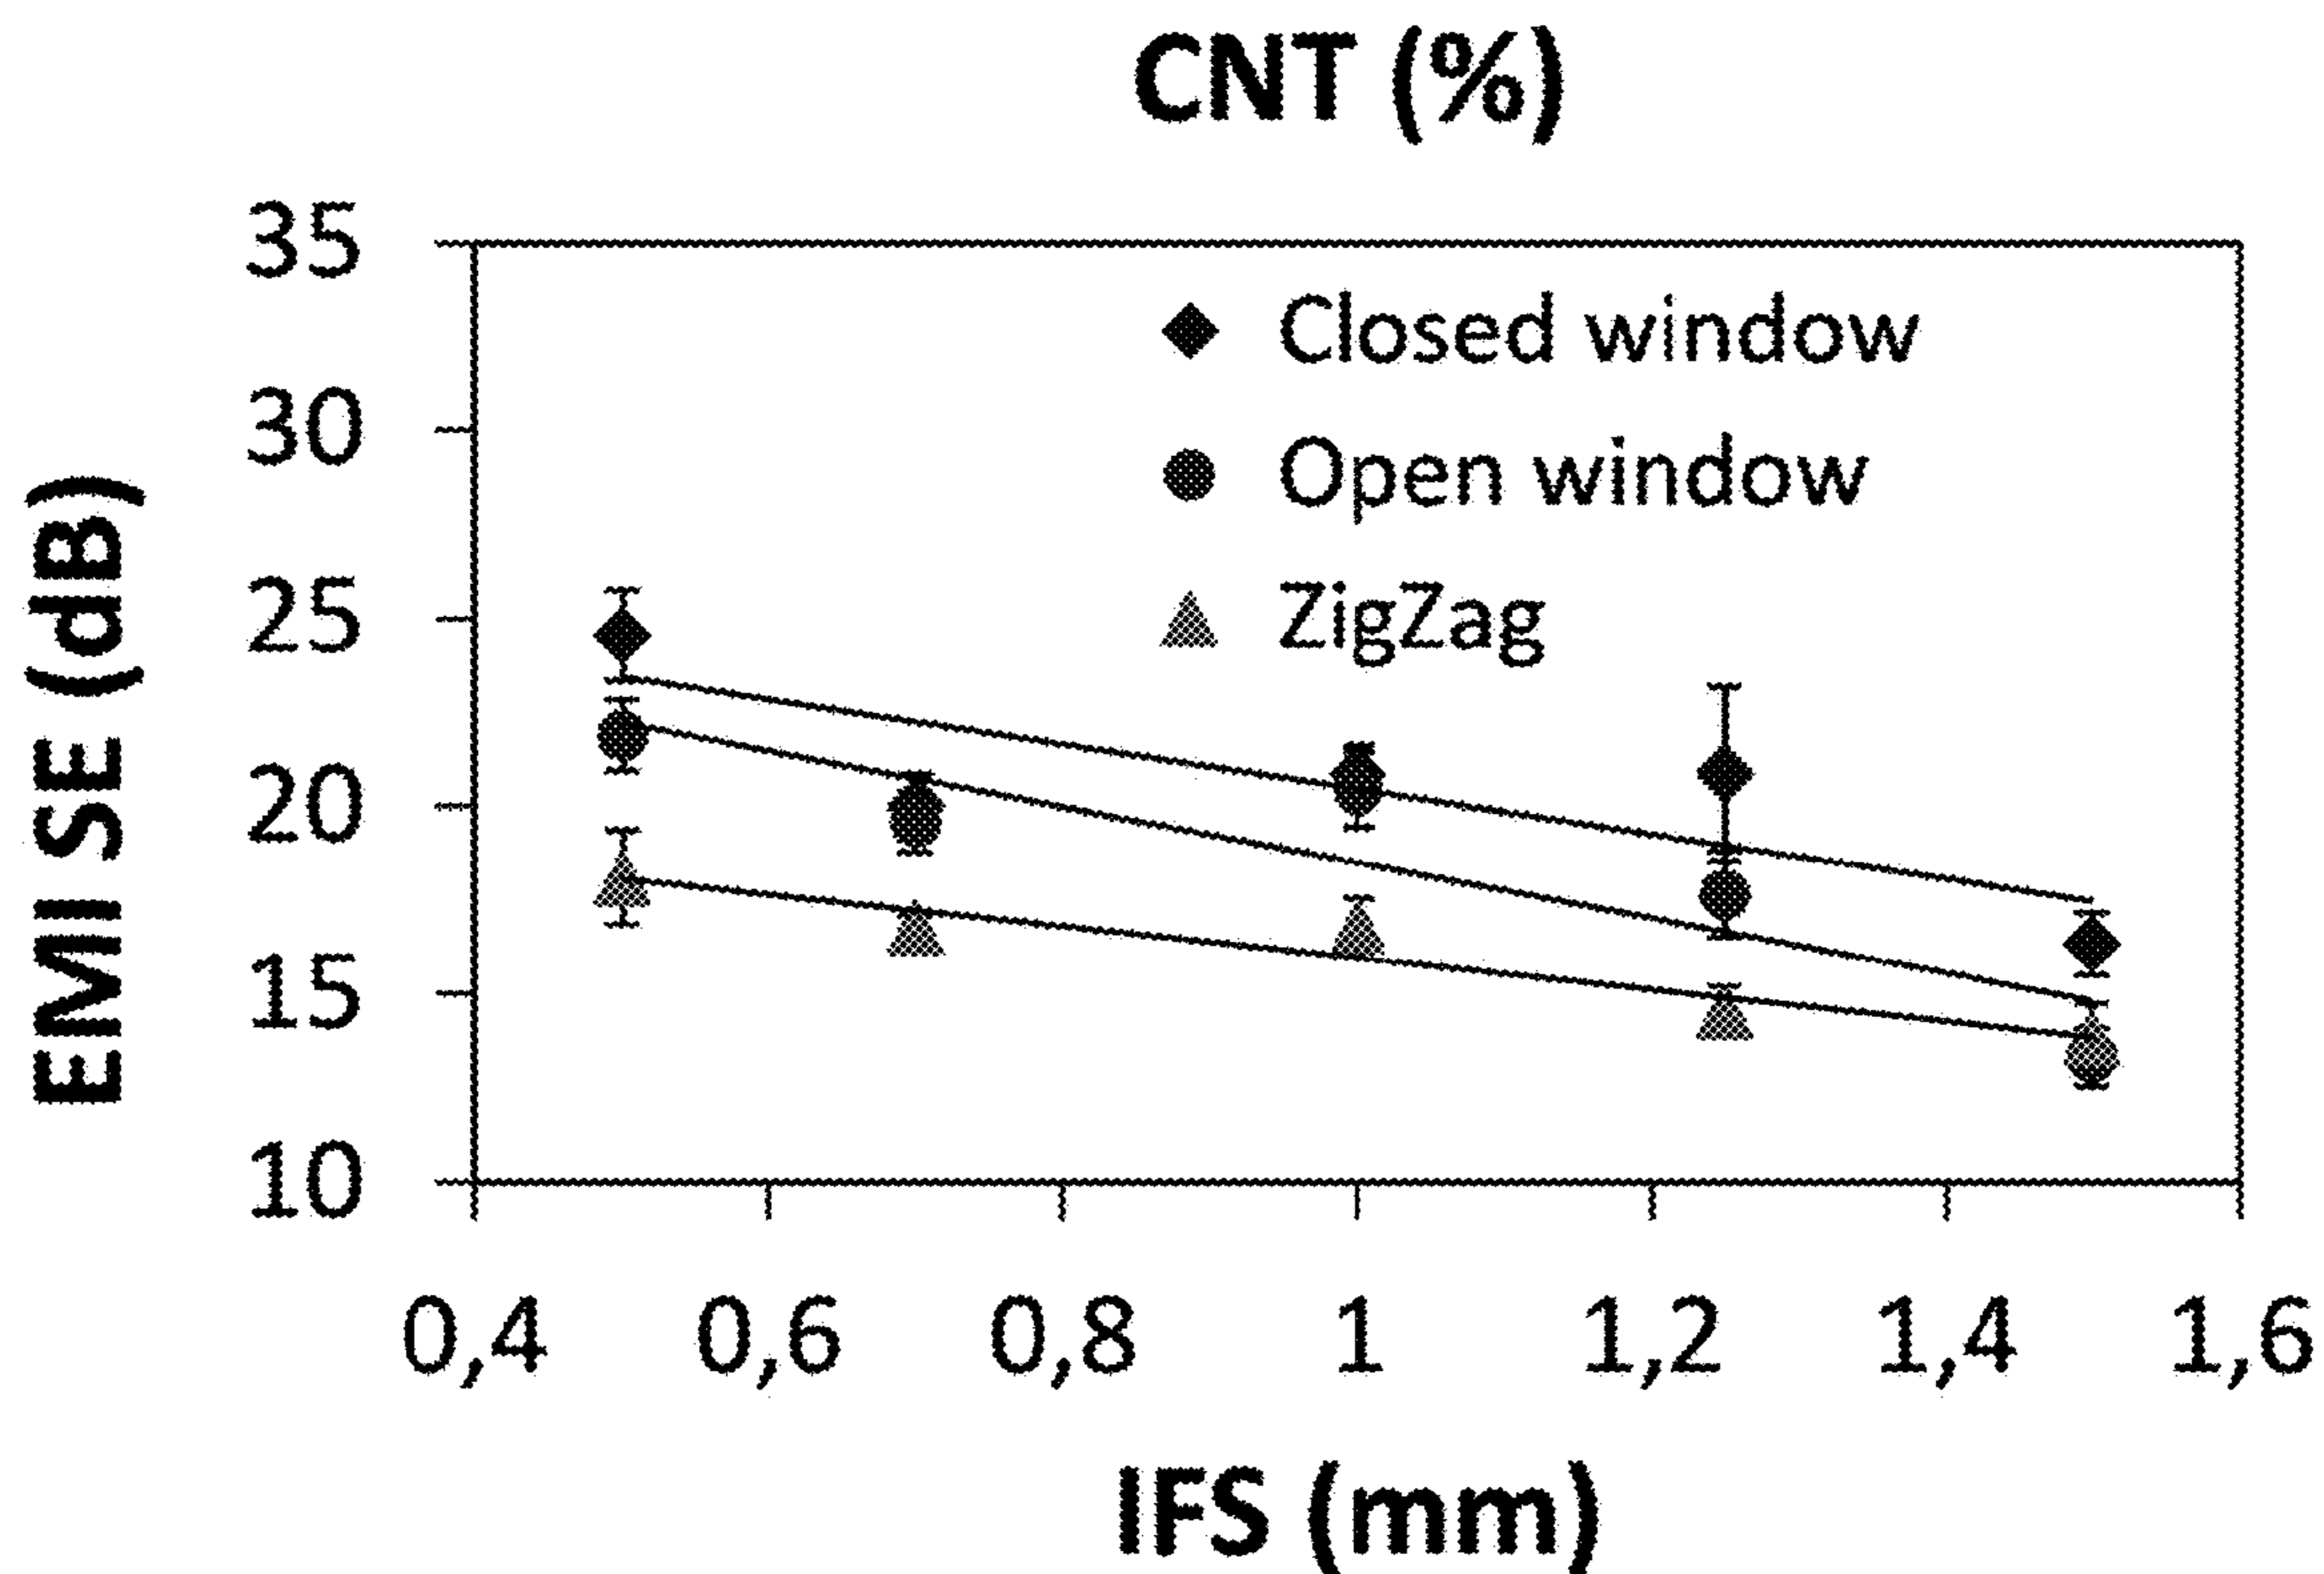 CNT (%)
35
30
25
20
15
10
EMI SE (dB)
Closed window
Open window
ZigZag
0,4 0,6 0,8 1 1,2 1,4 1,6
IFS (mm)